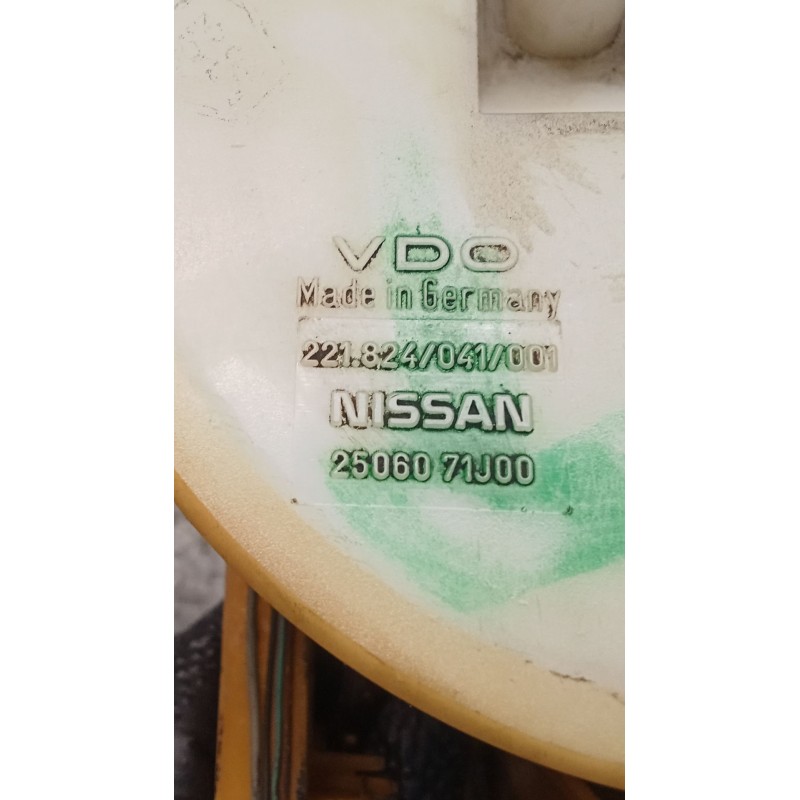 VDO
Made in Germany
221.824/041/001
NISSAN
25060 71J00